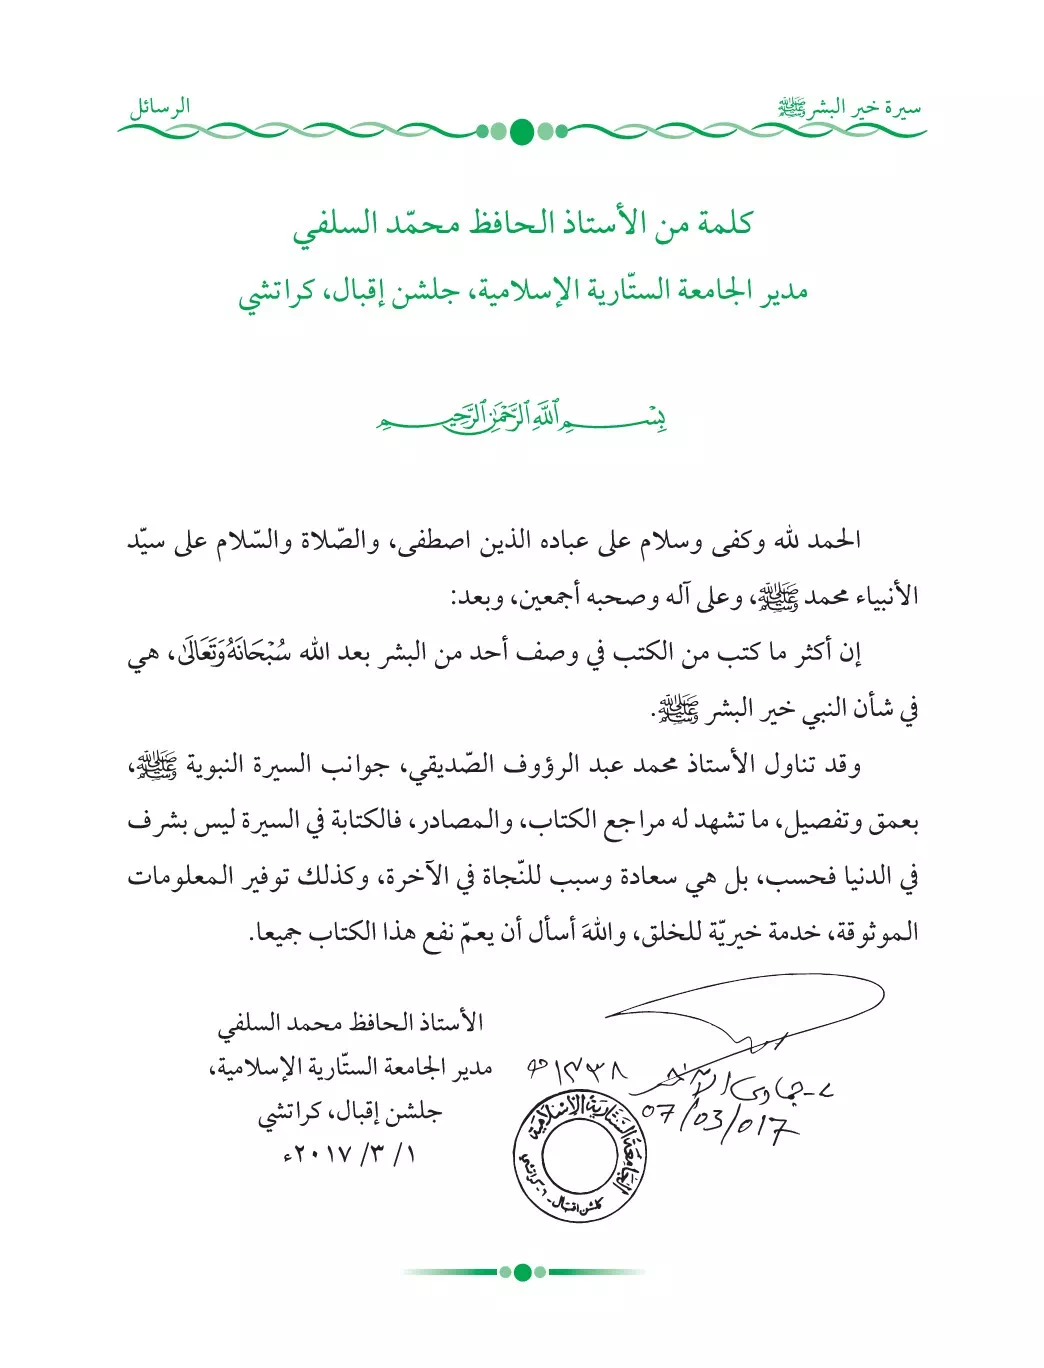 سيرة خير البشر ﷺ
الرسائل
كلمة من الأستاذ الحافظ محمّد السلفي
مدير الجامعة الستّارية الإسلامية، جلشن إقبال، كراتشي
بِسْمِ ٱللَّهِ ٱلرَّحْمَٰنِ ٱلرَّحِيمِ
الحمد لله وكفى وسلام على عباده الذين اصطفى، والصّلاة والسّلام على سيّد
الأنبياء محمد ﷺ، وعلى آله وصحبه أجمعين، وبعد:
إن أكثر ما كتب من الكتب في وصف أحد من البشر بعد الله سُبْحَانَهُ وَتَعَالَىٰ، هي
في شأن النبي خير البشر ﷺ.
وقد تناول الأستاذ محمد عبد الرؤوف الصّديقي، جوانب السيرة النبوية ﷺ،
بعمق وتفصيل، ما تشهد له مراجع الكتاب، والمصادر، فالكتابة في السيرة ليس بشرف
في الدنيا فحسب، بل هي سعادة وسبب للنّجاة في الآخرة، وكذلك توفير المعلومات
الموثوقة، خدمة خيريّة للخلق، واللهَ أسأل أن يعمّ نفع هذا الكتاب جميعا.
الأستاذ الحافظ محمد السلفي
مدير الجامعة الستّارية الإسلامية،
جلشن إقبال، كراتشي
١/ ٣/ ٢٠١٧ء
١٤٣٨ھ
07/03/017
الجامعة الستارية الاسلامية
گلشن اقبال - ٦ - کراتشي